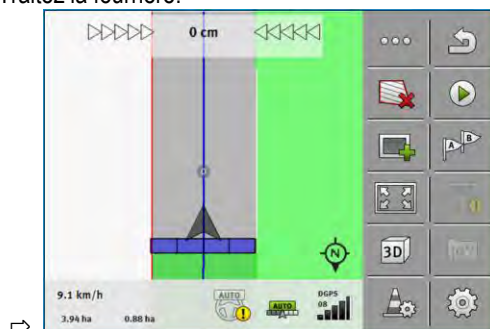 Traitez la fourrière.
0 cm
A B
N
3D
9.1 km/h
AUTO
AUTO
DGPS
08
3.94 ha 0.88 ha